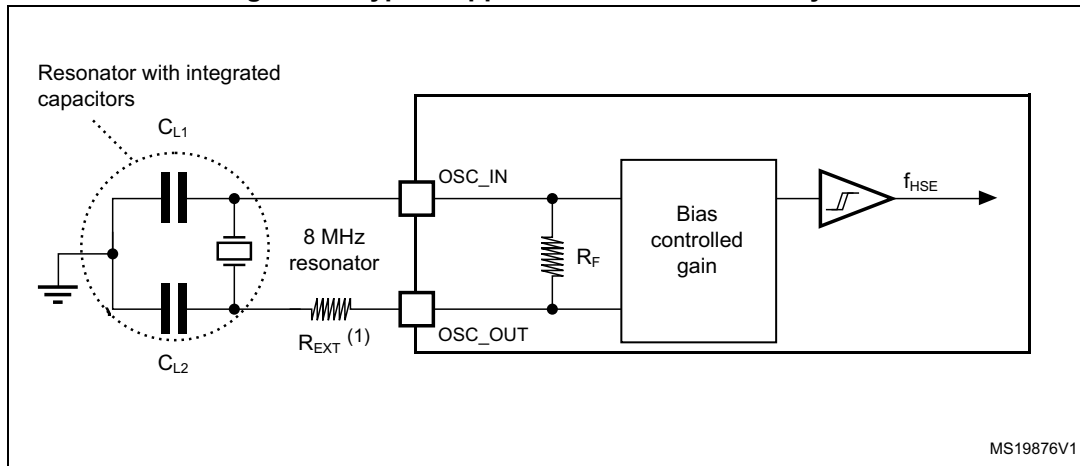 Resonator with integrated
capacitors
CL1
OSC_IN
fHSE
8 MHz
resonator
RF
Bias
controlled
gain
REXT (1)
OSC_OUT
CL2
MS19876V1